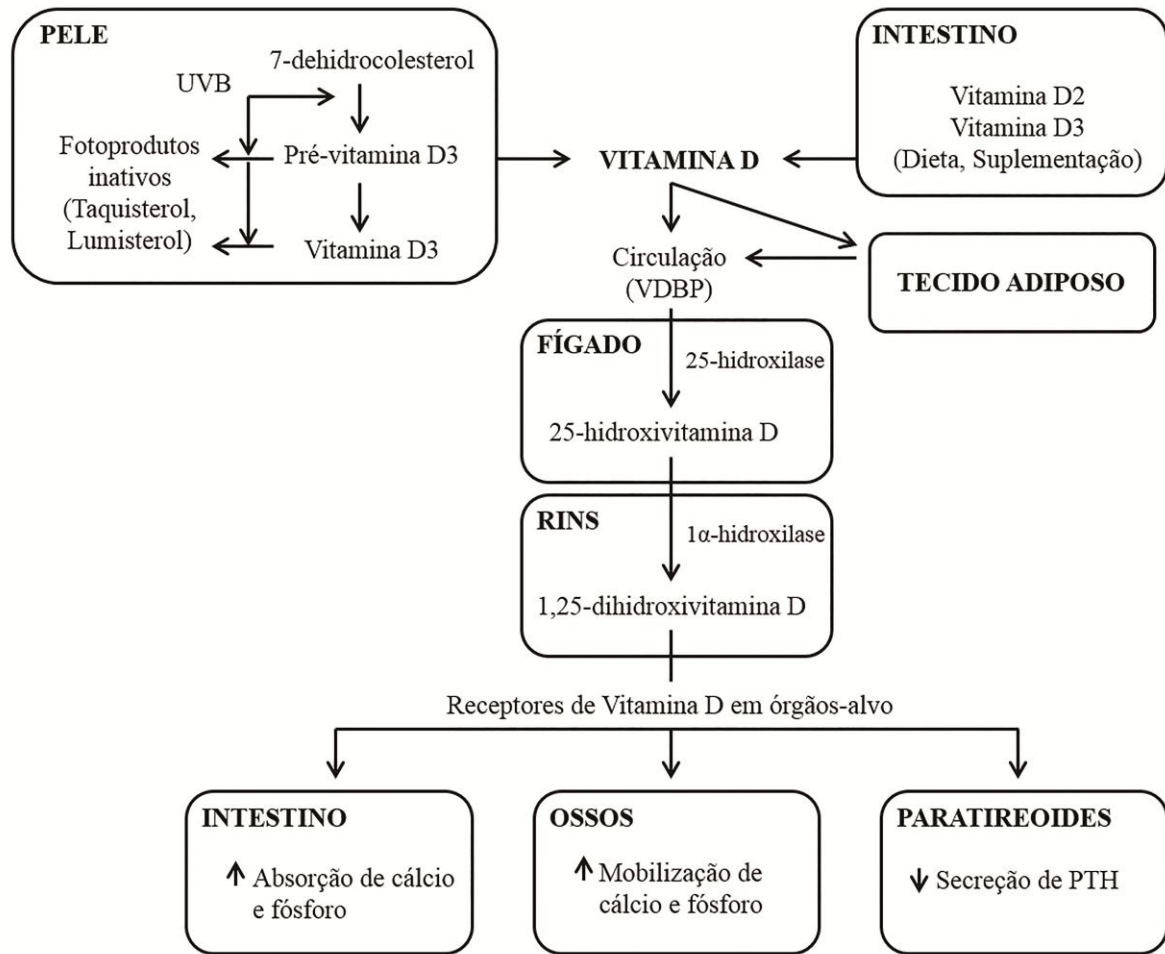 PELE
7-dehidrocolesterol
UVB
Fotoprodutos
inativos
(Taquisterol,
Lumisterol)
Pré-vitamina D3
Vitamina D3
VITAMINA D
INTESTINO
Vitamina D2
Vitamina D3
(Dieta, Suplementação)
Circulação
(VDBP)
TECIDO ADIPOSO
FÍGADO
25-hidroxilase
25-hidroxivitamina D
RINS
1α-hidroxilase
1,25-dihidroxivitamina D
Receptores de Vitamina D em órgãos-alvo
INTESTINO
Absorção de cálcio
e fósforo
OSSOS
Mobilização de
cálcio e fósforo
PARATIREOIDES
Secreção de PTH